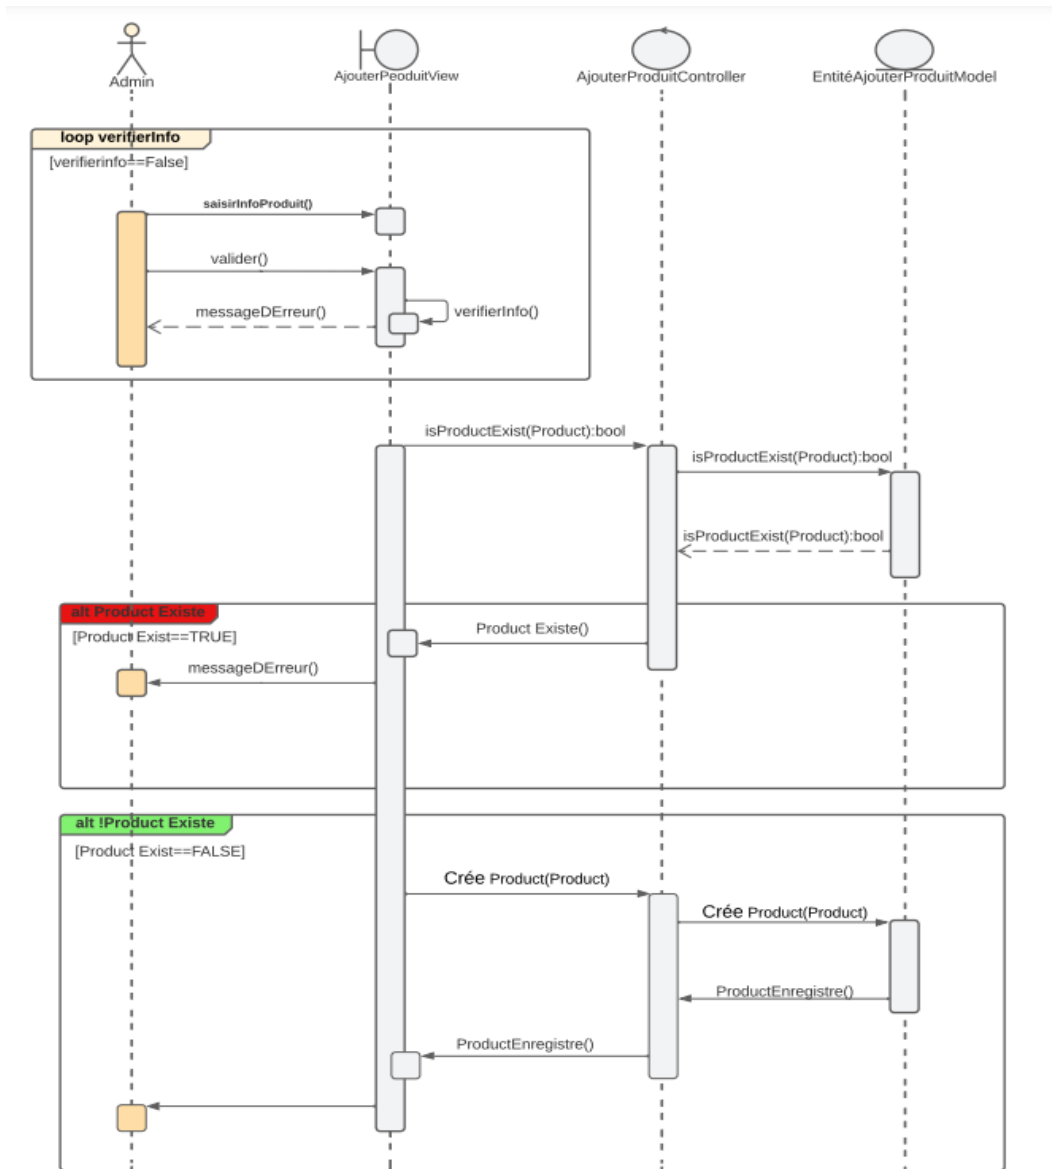 Admin
AjouterPeoduitView
AjouterProduitController
EntitéAjouterProduitModel
loop verifierInfo
[verifierinfo==False]
saisirInfoProduit()
valider()
messageDErreur()
verifierInfo()
isProductExist(Product):bool
isProductExist(Product):bool
isProductExist(Product):bool
alt Product Existe
[Product Exist==TRUE]
Product Existe()
messageDErreur()
alt !Product Existe
[Product Exist==FALSE]
Crée Product(Product)
Crée Product(Product)
ProductEnregistre()
ProductEnregistre()